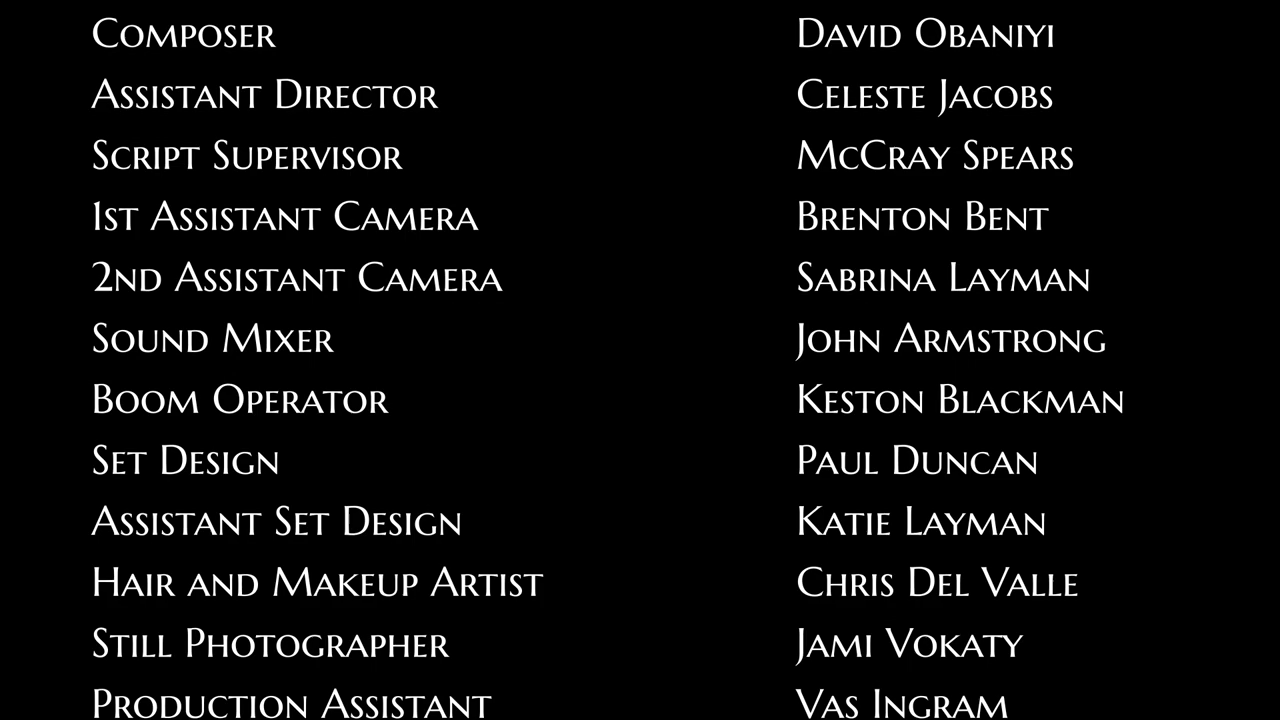 Composer David Obaniyi
Assistant Director Celeste Jacobs
Script Supervisor McCray Spears
1st Assistant Camera Brenton Bent
2nd Assistant Camera Sabrina Layman
Sound Mixer John Armstrong
Boom Operator Keston Blackman
Set Design Paul Duncan
Assistant Set Design Katie Layman
Hair and Makeup Artist Chris Del Valle
Still Photographer Jami Vokaty
Production Assistant Vas Ingram